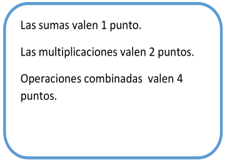 Las sumas valen 1 punto.
Las multiplicaciones valen 2 puntos.
Operaciones combinadas valen 4
puntos.